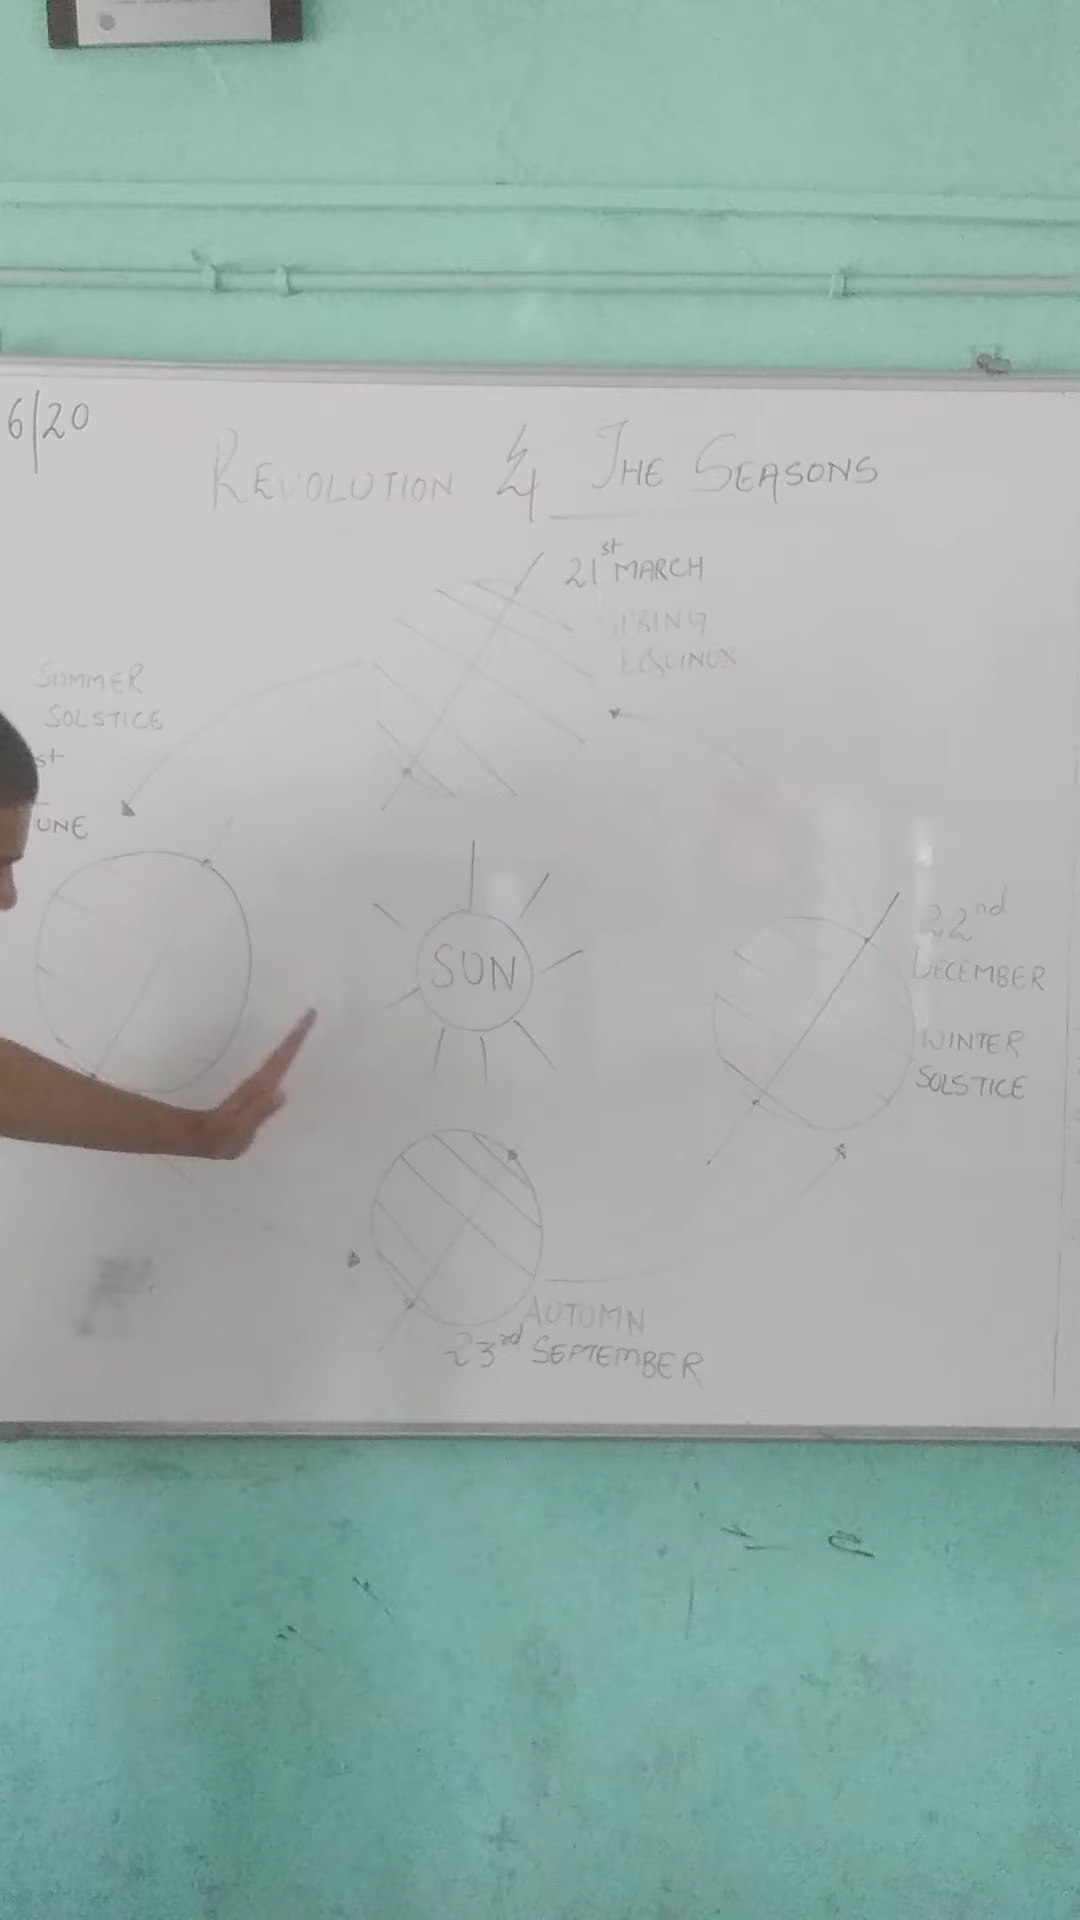 6/20
REVOLUTION & THE SEASONS
21st MARCH
SPRING
EQUINOX
SUMMER
SOLSTICE
st
UNE
SUN
22nd
DECEMBER
WINTER
SOLSTICE
AUTUMN
23rd SEPTEMBER